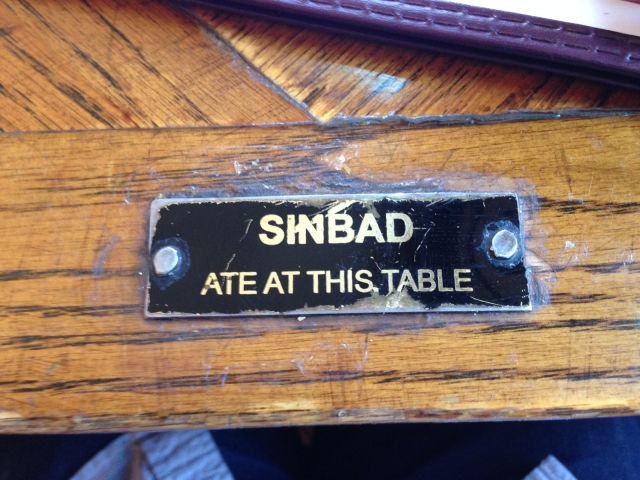 SINBAD
ATE AT THIS TABLE